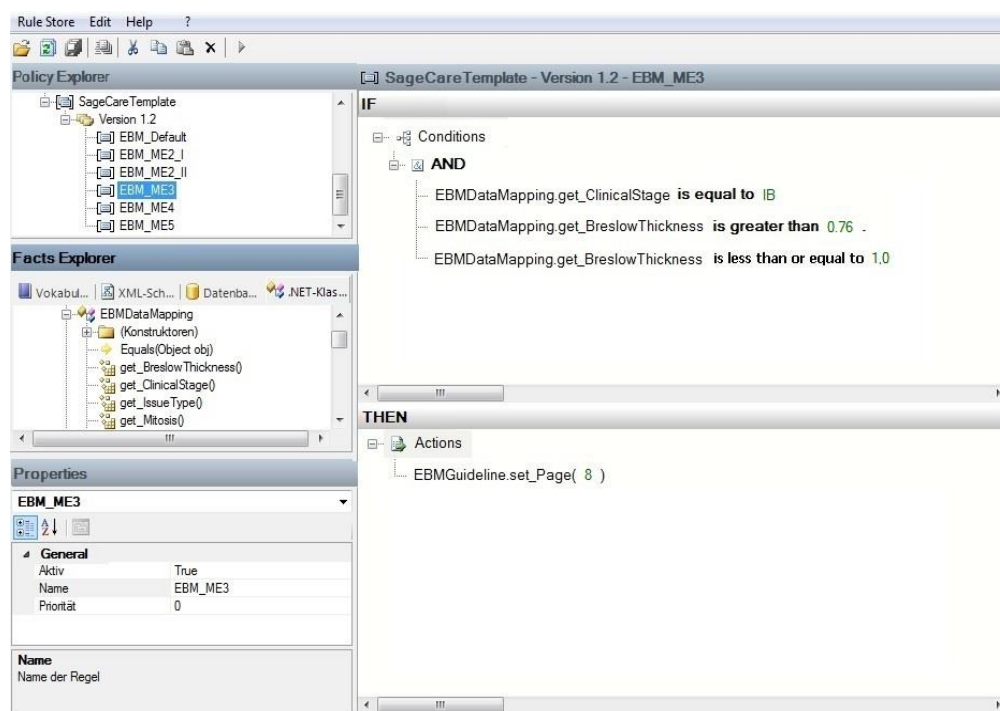 Rule Store Edit Help ?
Policy Explorer
SageCareTemplate
Version 1.2
EBM_Default
EBM_ME2_I
EBM_ME2_II
EBM_ME3
EBM_ME4
EBM_ME5
Facts Explorer
Vokabul... XML-Sch... Datenba... .NET-Klas...
EBMDataMapping
(Konstruktoren)
Equals(Object obj)
get_BreslowThickness()
get_ClinicalStage()
get_IssueType()
get_Mitosis()
Properties
EBM_ME3
General
Aktiv True
Name EBM_ME3
Priorität 0
Name
Name der Regel
SageCareTemplate - Version 1.2 - EBM_ME3
IF
Conditions
& AND
EBMDataMapping.get_ClinicalStage is equal to IB
EBMDataMapping.get_BreslowThickness is greater than 0.76 .
EBMDataMapping.get_BreslowThickness is less than or equal to 1,0
THEN
Actions
EBMGuideline.set_Page( 8 )